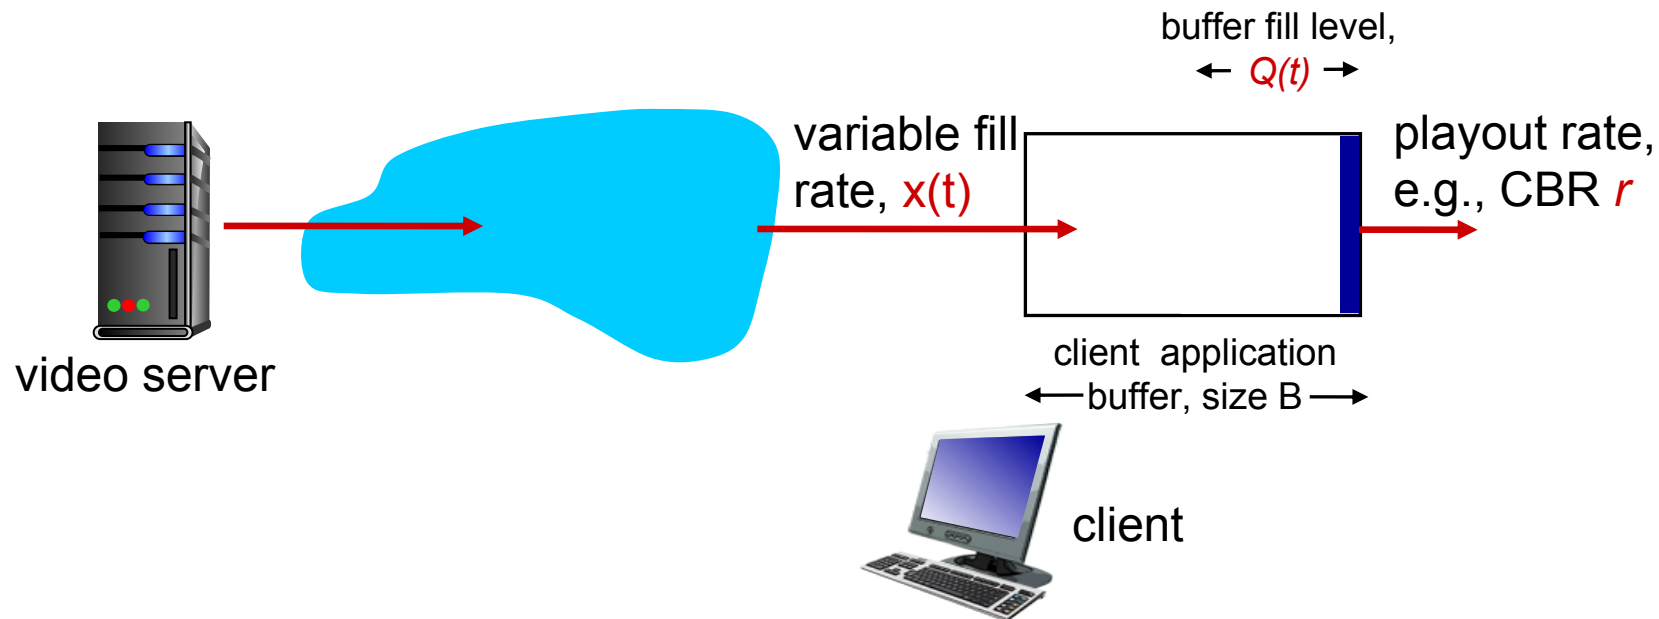 buffer fill level,
Q(t)
variable fill
rate, x(t)
playout rate,
e.g., CBR r
video server
client application
buffer, size B
client